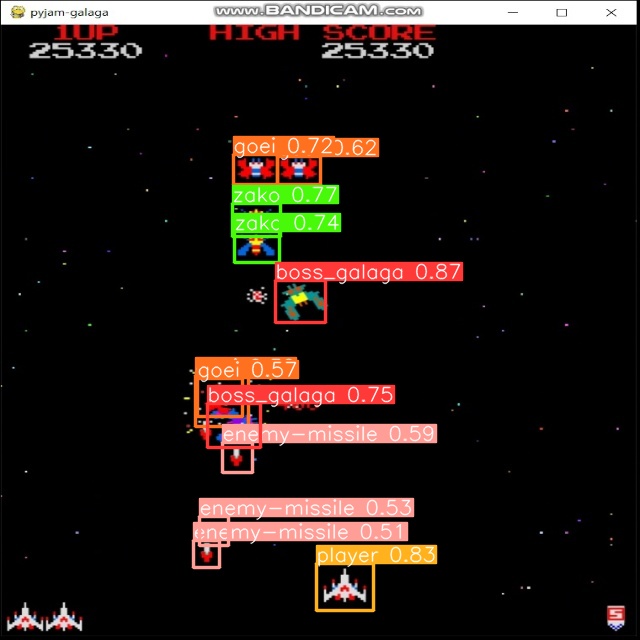 pyjam-galaga
www.BANDICAM.com
1UP HIGH SCORE
25330 25330
goei 0.72 0.62
zako 0.77
zako 0.74
boss_galaga 0.87
goei 0.57
boss_galaga 0.75
enemy-missile 0.59
enemy-missile 0.53
enemy-missile 0.51
player 0.83
5